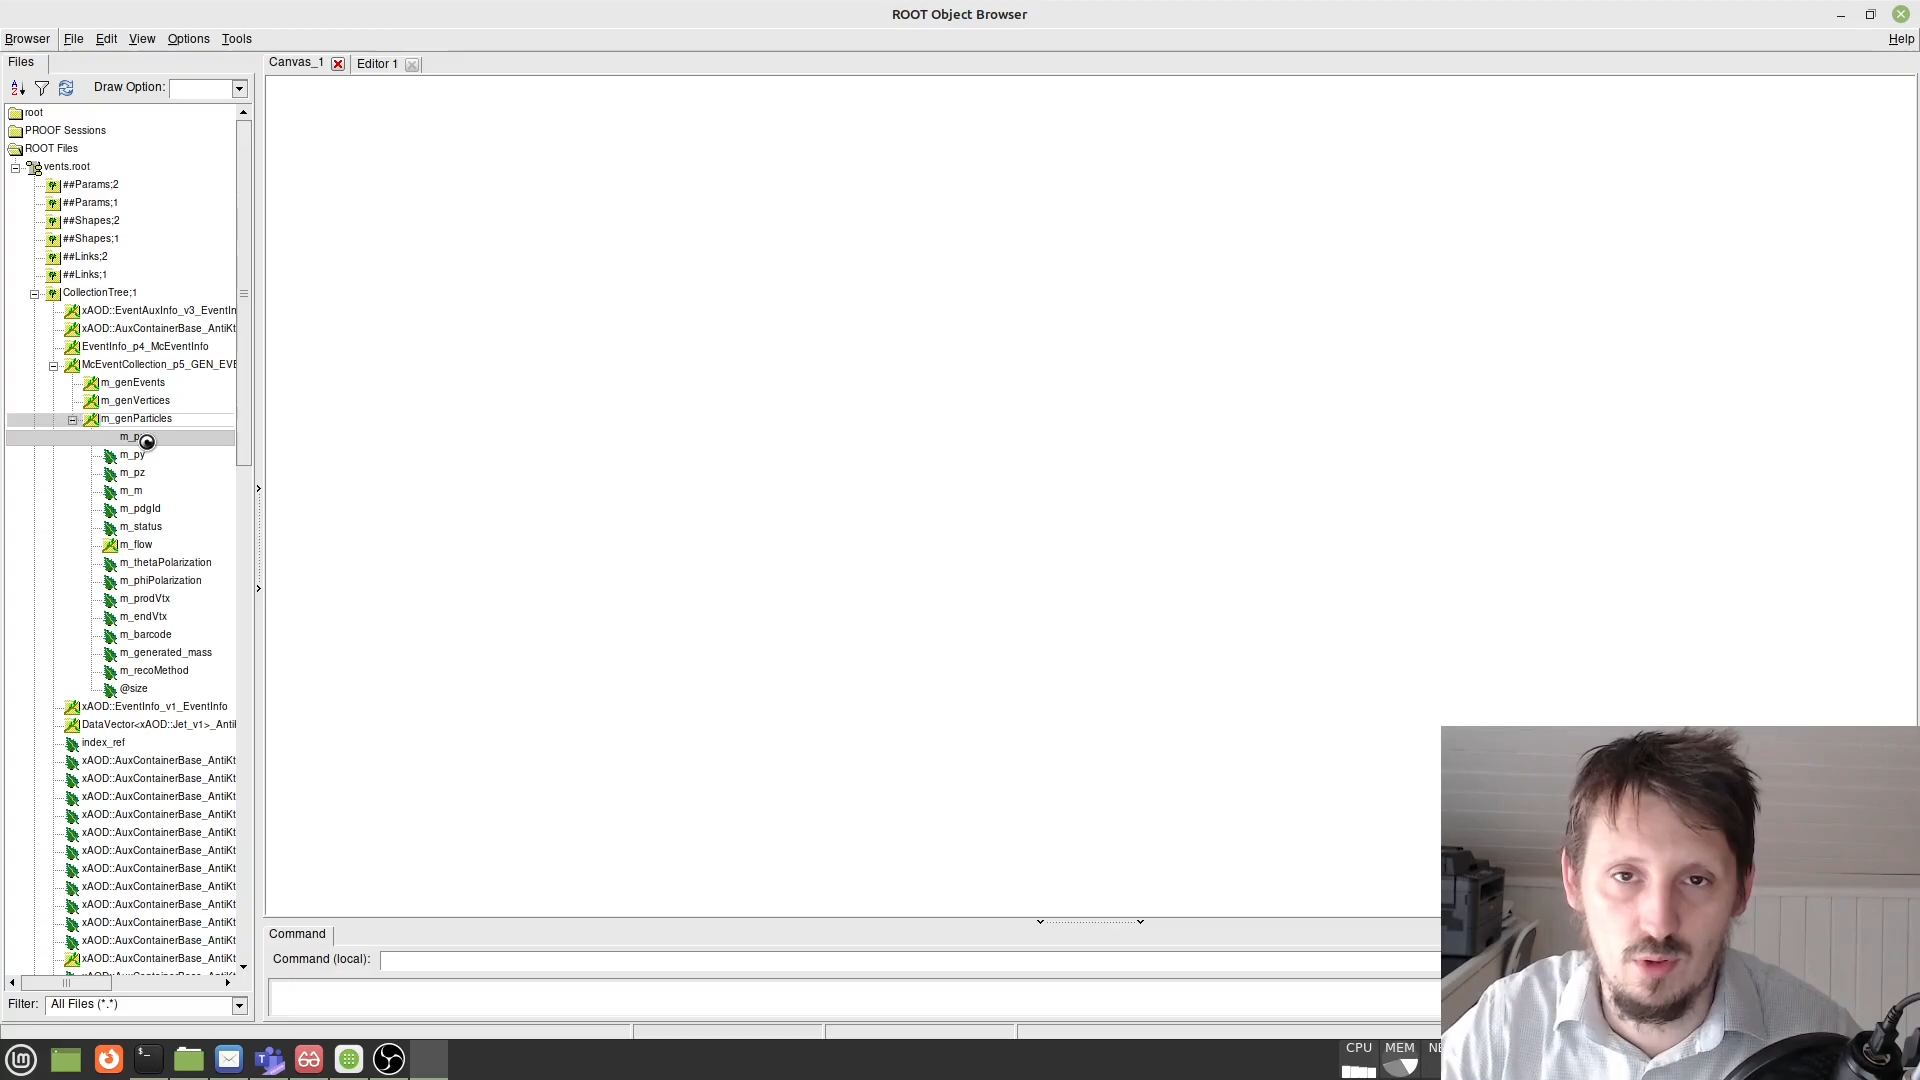 ROOT Object Browser
Browser File Edit View Options Tools Help
Files
Canvas_1 Editor 1
Draw Option:
root
PROOF Sessions
ROOT Files
vents.root
##Params;2
##Params;1
##Shapes;2
##Shapes;1
##Links;2
##Links;1
CollectionTree;1
xAOD::EventAuxInfo_v3_EventIn
xAOD::AuxContainerBase_AntiKt
EventInfo_p4_McEventInfo
McEventCollection_p5_GEN_EVE
m_genEvents
m_genVertices
m_genParticles
m_p
m_py
m_pz
m_m
m_pdgId
m_status
m_flow
m_thetaPolarization
m_phiPolarization
m_prodVtx
m_endVtx
m_barcode
m_generated_mass
m_recoMethod
@size
xAOD::EventInfo_v1_EventInfo
DataVector<xAOD::Jet_v1>_Anti
index_ref
xAOD::AuxContainerBase_AntiKt
xAOD::AuxContainerBase_AntiKt
xAOD::AuxContainerBase_AntiKt
xAOD::AuxContainerBase_AntiKt
xAOD::AuxContainerBase_AntiKt
xAOD::AuxContainerBase_AntiKt
xAOD::AuxContainerBase_AntiKt
xAOD::AuxContainerBase_AntiKt
xAOD::AuxContainerBase_AntiKt
xAOD::AuxContainerBase_AntiKt
xAOD::AuxContainerBase_AntiKt
xAOD::AuxContainerBase_AntiKt
Filter: All Files (*.*)
Command
Command (local):
CPU MEM NE